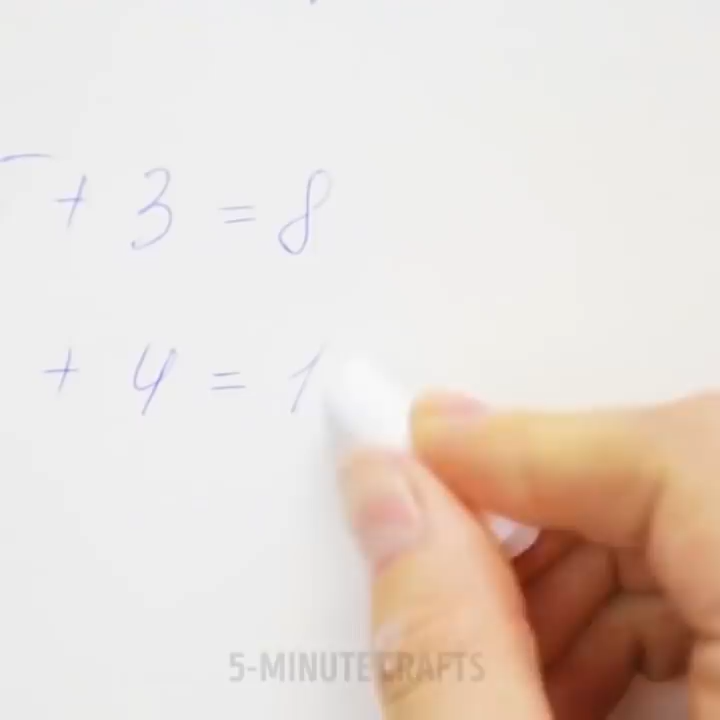 + 3 = 8
+ 4 = 1
5-MINUTE CRAFTS